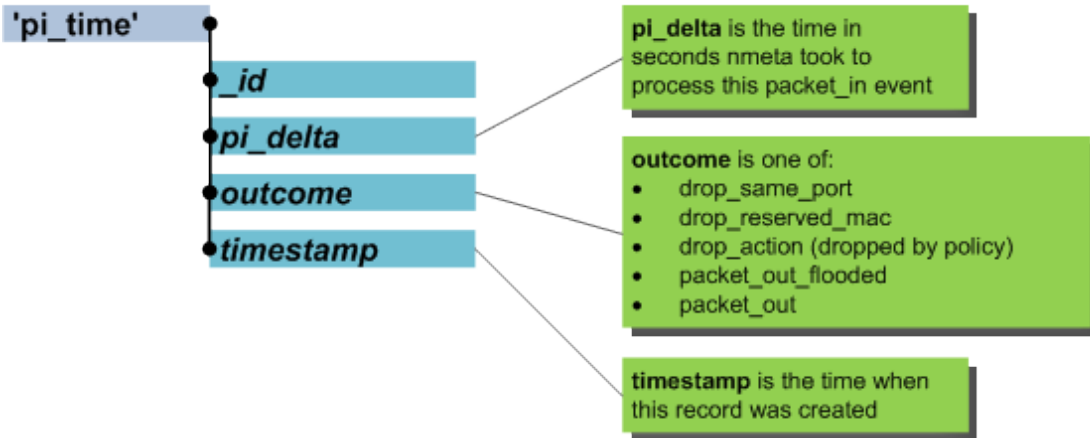 'pi_time'
_id
pi_delta
outcome
timestamp
pi_delta is the time in
seconds nmeta took to
process this packet_in event
outcome is one of:
• drop_same_port
• drop_reserved_mac
• drop_action (dropped by policy)
• packet_out_flooded
• packet_out
timestamp is the time when
this record was created